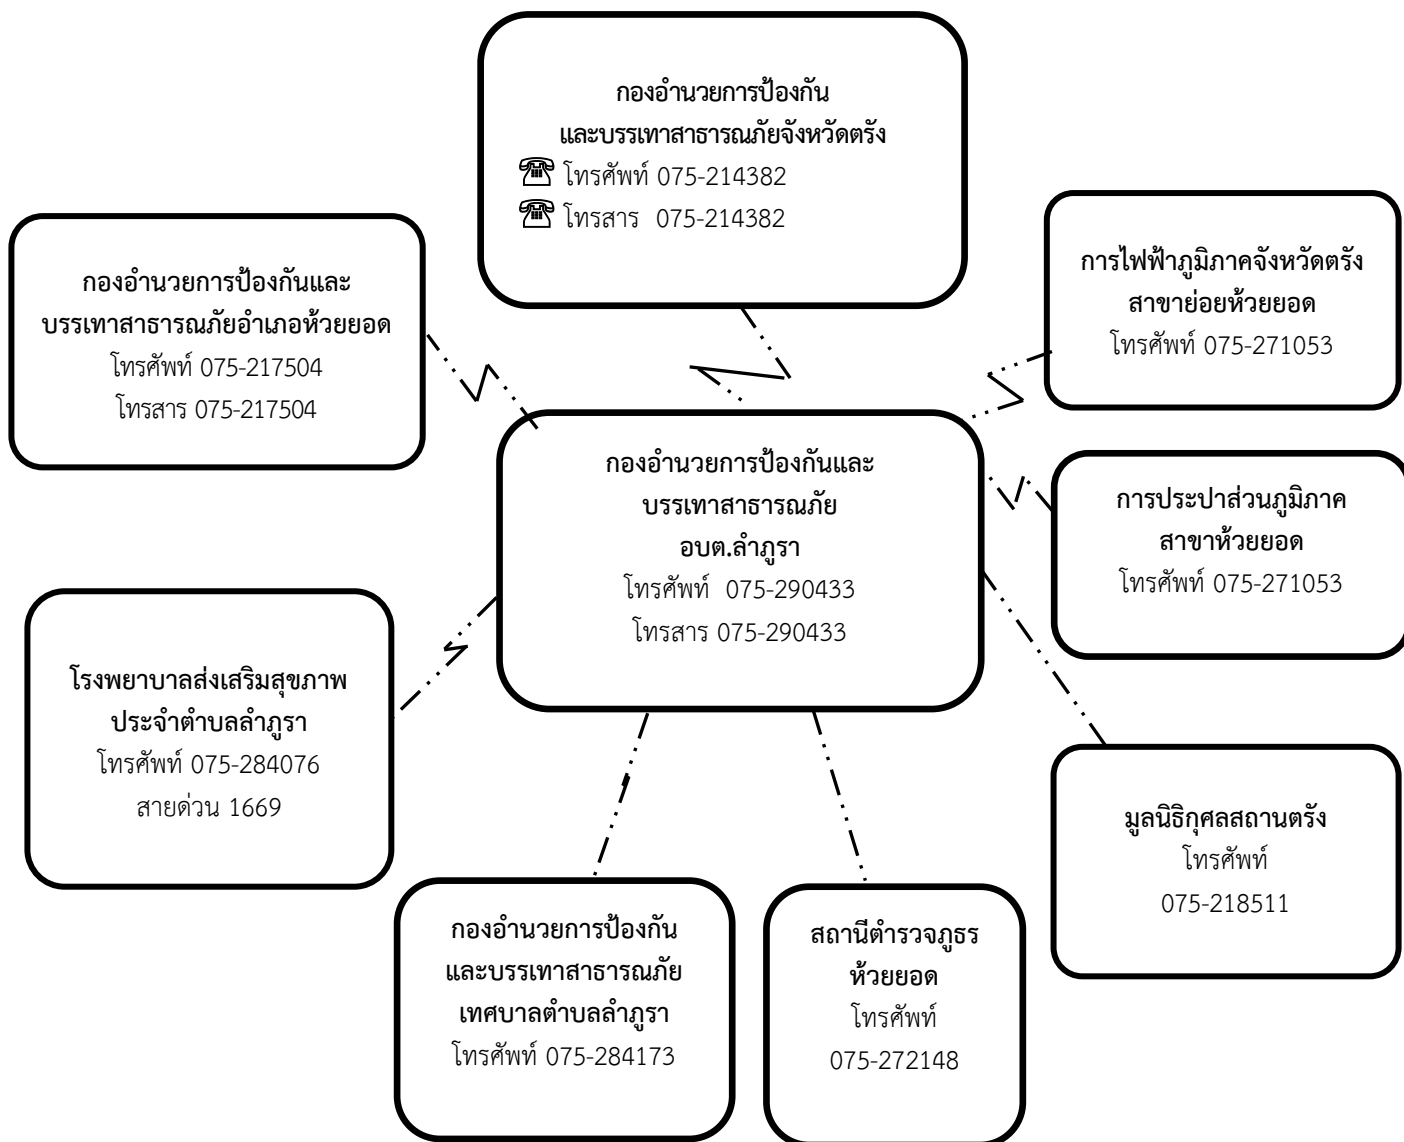 กองอำนวยการป้องกัน
และบรรเทาสาธารณภัยจังหวัดตรัง
☎ โทรศัพท์ 075-214382
☎ โทรสาร 075-214382
กองอำนวยการป้องกันและ
บรรเทาสาธารณภัยอำเภอห้วยยอด
โทรศัพท์ 075-217504
โทรสาร 075-217504
การไฟฟ้าภูมิภาคจังหวัดตรัง
สาขาย่อยห้วยยอด
โทรศัพท์ 075-271053
กองอำนวยการป้องกันและ
บรรเทาสาธารณภัย
อบต.ลำภูรา
โทรศัพท์ 075-290433
โทรสาร 075-290433
การประปาส่วนภูมิภาค
สาขาห้วยยอด
โทรศัพท์ 075-271053
โรงพยาบาลส่งเสริมสุขภาพ
ประจำตำบลลำภูรา
โทรศัพท์ 075-284076
สายด่วน 1669
มูลนิธิกุศลสถานตรัง
โทรศัพท์
075-218511
กองอำนวยการป้องกัน
และบรรเทาสาธารณภัย
เทศบาลตำบลลำภูรา
โทรศัพท์ 075-284173
สถานีตำรวจภูธร
ห้วยยอด
โทรศัพท์
075-272148